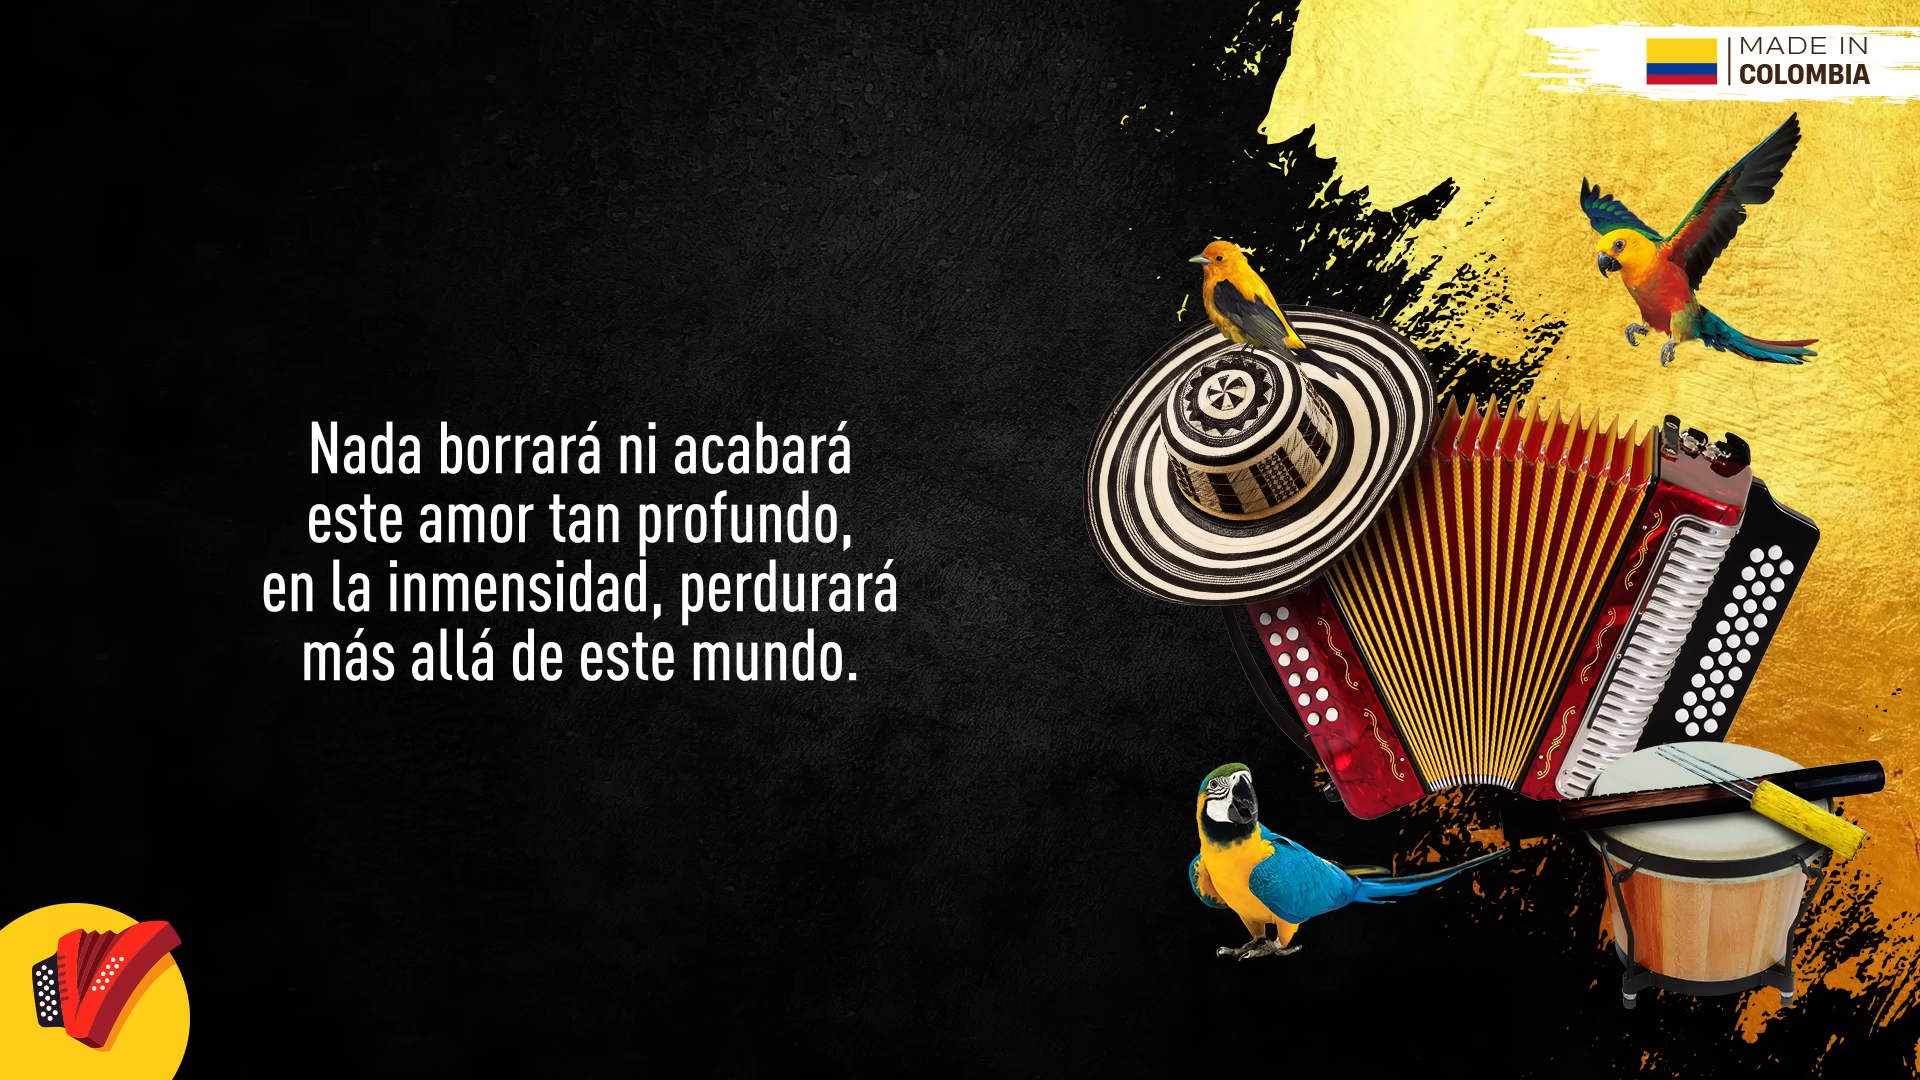 MADE IN
COLOMBIA
Nada borrará ni acabará
este amor tan profundo,
en la inmensidad, perdurará
más allá de este mundo.